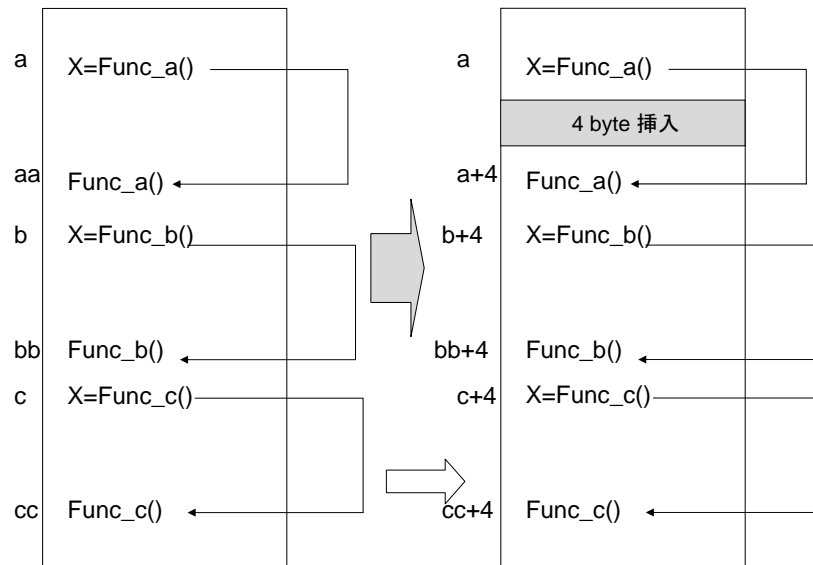 a X=Func_a()
aa Func_a()
b X=Func_b()
bb Func_b()
c X=Func_c()
cc Func_c()
a X=Func_a()
4 byte 挿入
a+4 Func_a()
b+4 X=Func_b()
bb+4 Func_b()
c+4 X=Func_c()
cc+4 Func_c()